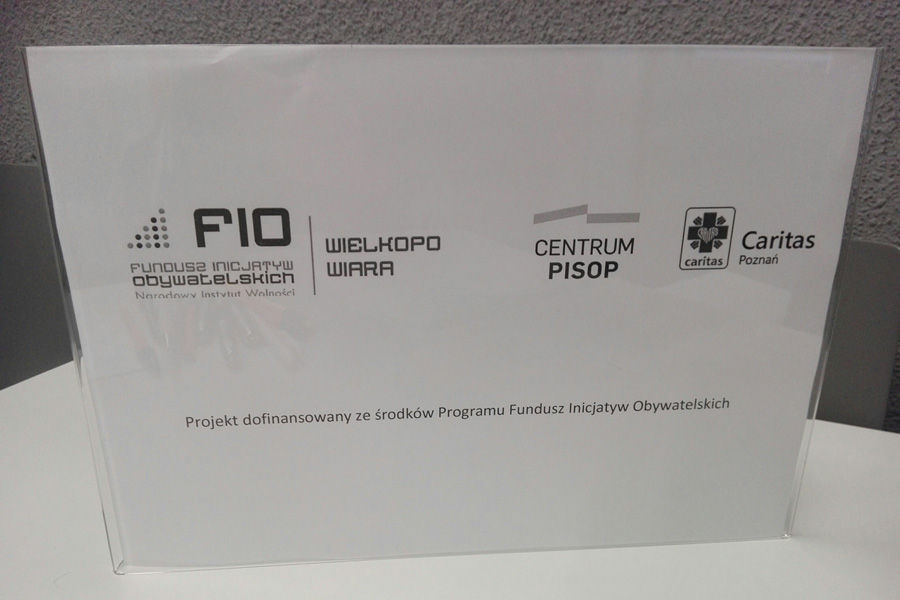 FIO
FUNDUSZ INICJATYW
OBYWATELSKICH
Narodowy Instytut Wolności
WIELKOPO
WIARA
CENTRUM
PISOP
caritas
Caritas
Poznań
Projekt dofinansowany ze środków Programu Fundusz Inicjatyw Obywatelskich